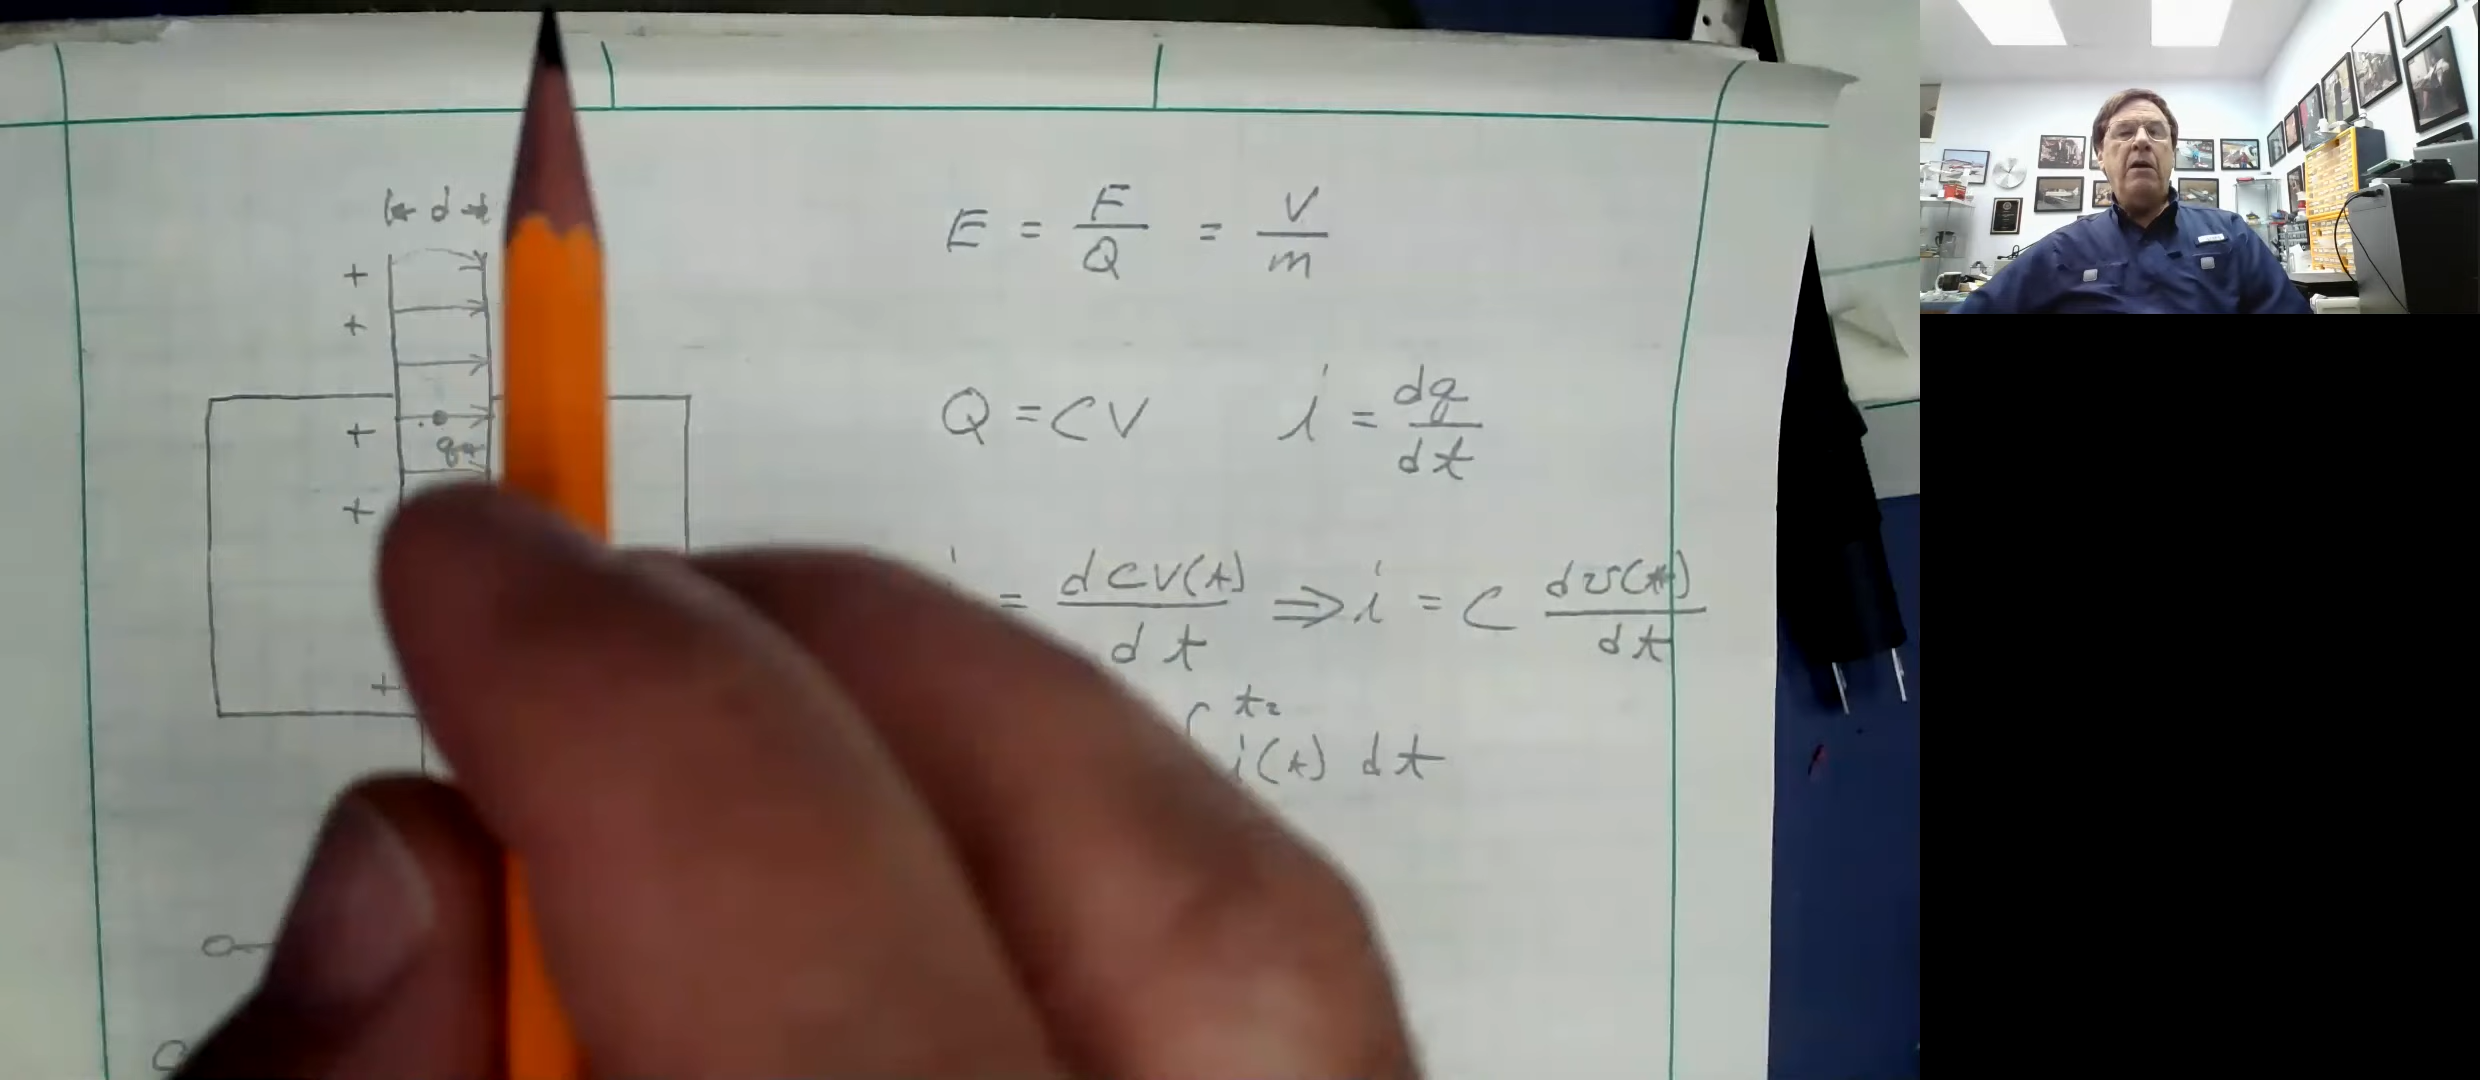 d
E = F/Q = V/m
+
+
Q = CV i = dq/dt
+
q+
+
i = dCV(t)/dt ⇒ i = C dv(t)/dt
+
t2
i(t) dt